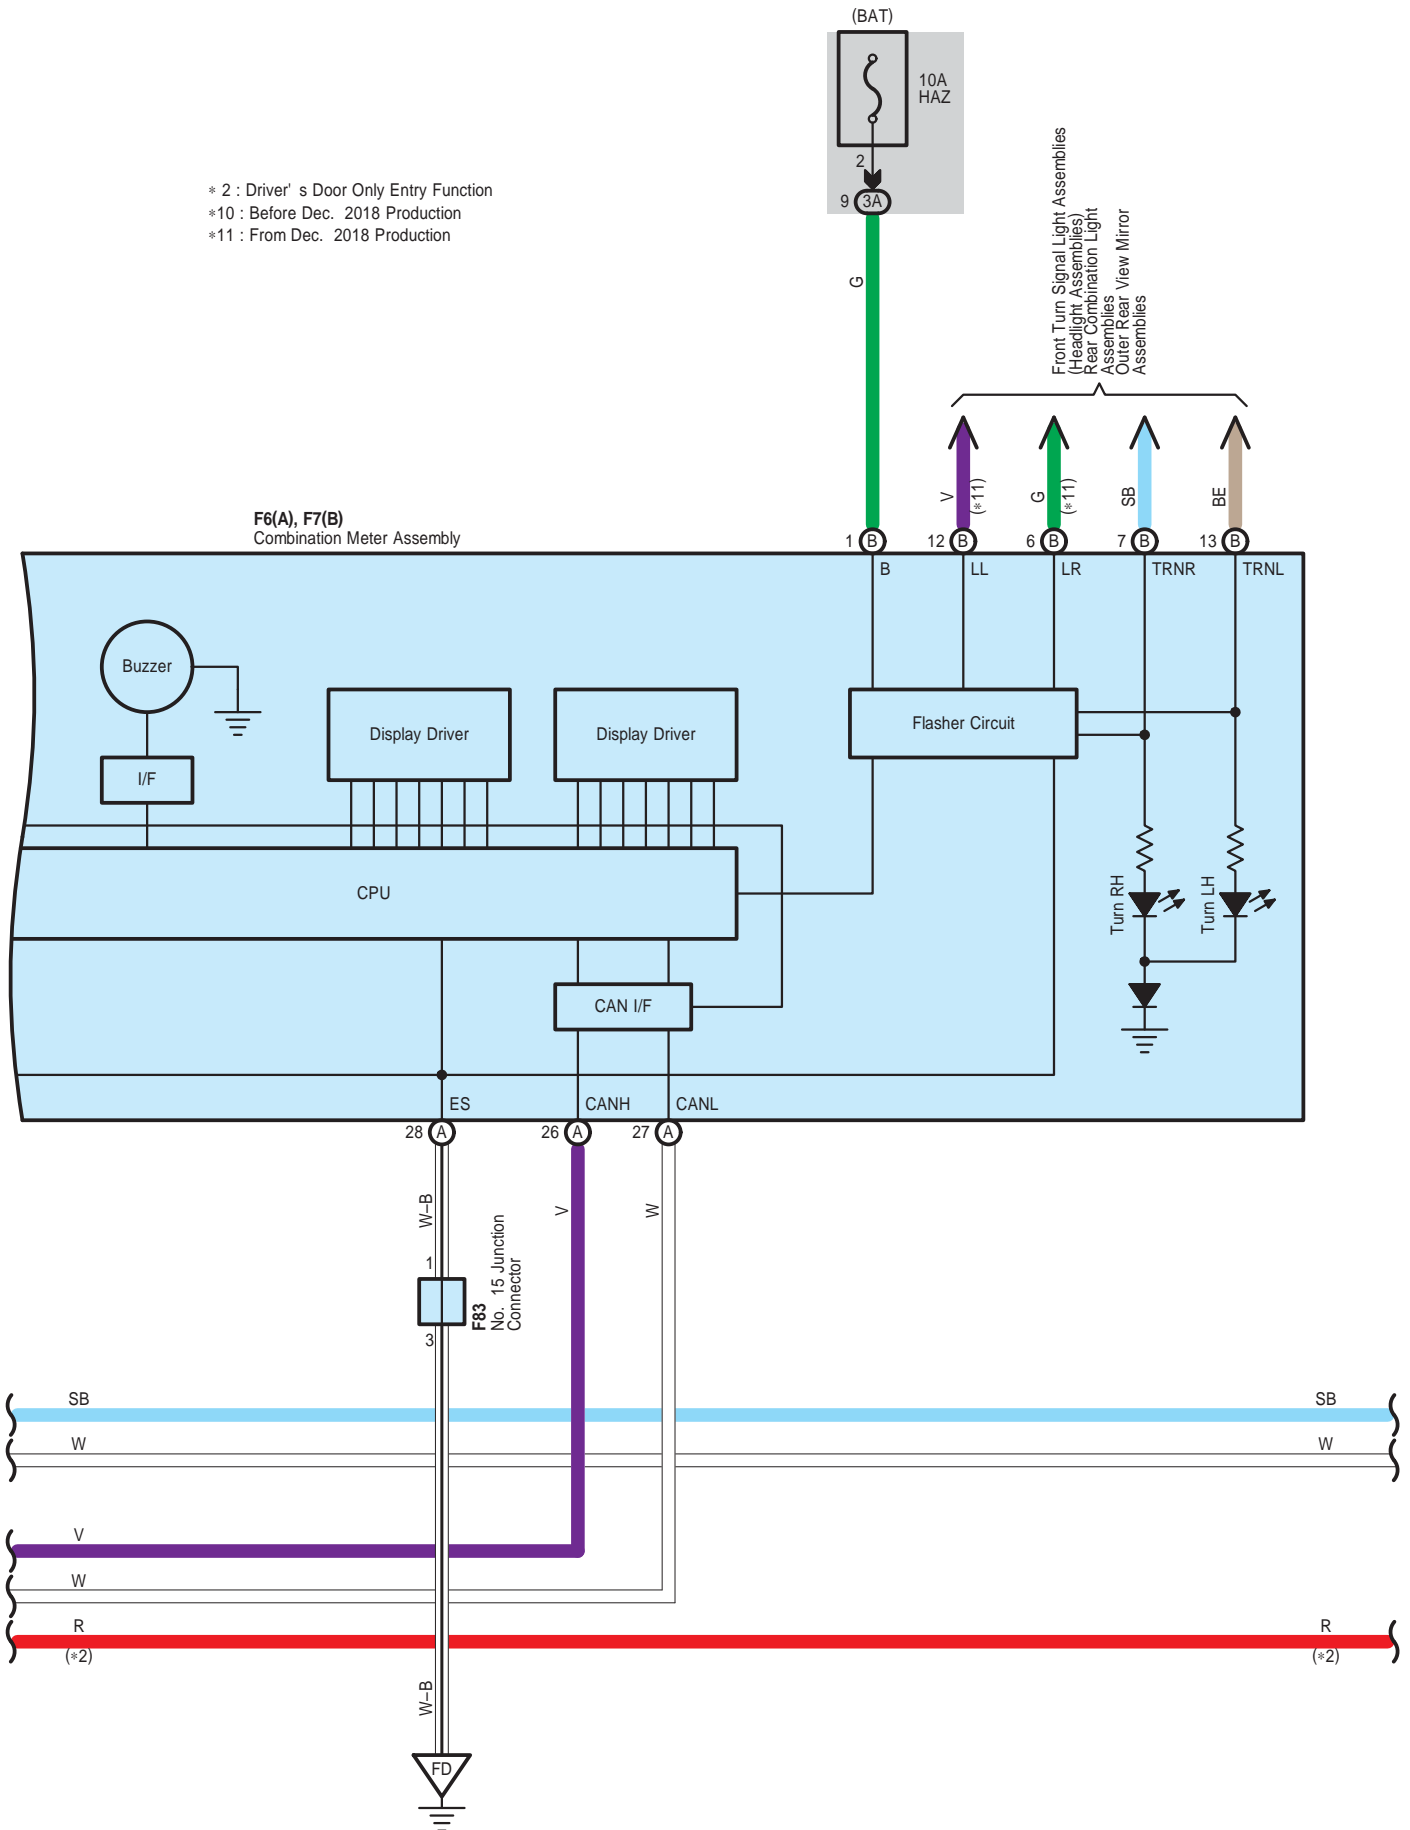 (BAT)
10A
HAZ
2
9 3A
* 2 : Driver' s Door Only Entry Function
*10 : Before Dec. 2018 Production
*11 : From Dec. 2018 Production
G
Front Turn Signal Light Assemblies
(Headlight Assemblies)
Rear Combination Light
Assemblies
Outer Rear View Mirror
Assemblies
V
(*11)
G
(*11)
SB
BE
F6(A), F7(B)
Combination Meter Assembly
1 B
12 B
6 B
7 B
13 B
B
LL
LR
TRNR
TRNL
Buzzer
I/F
Display Driver
Display Driver
Flasher Circuit
CPU
Turn RH
Turn LH
CAN I/F
ES
CANH
CANL
28 A
26 A
27 A
W–B
V
W
1
F83
No. 15 Junction
Connector
3
SB
SB
W
W
V
W
R
(*2)
R
(*2)
W–B
FD